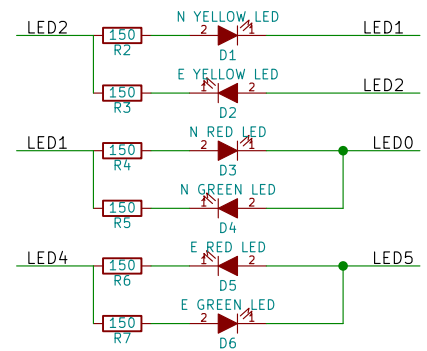 N YELLOW LED
LED2 150 2 1 LED1
R2 D1
E YELLOW LED
150 1 2 LED2
R3 D2
N RED LED
LED1 150 2 1 LED0
R4 D3
N GREEN LED
150 1 2
R5 D4
E RED LED
LED4 150 1 2 LED5
R6 D5
E GREEN LED
150 2 1
R7 D6